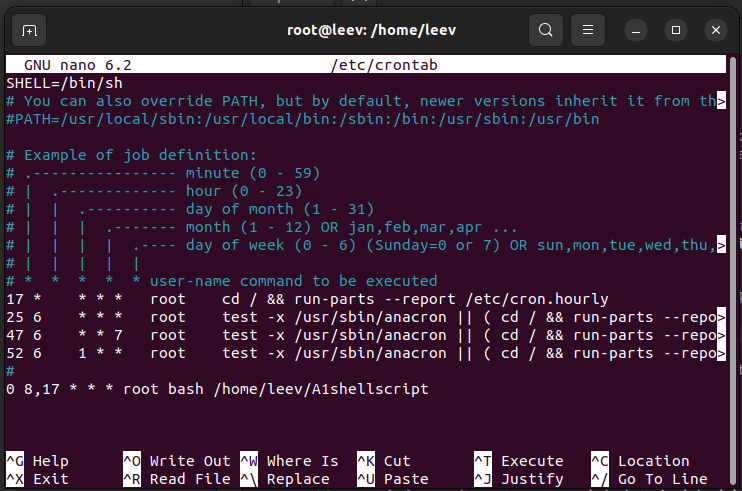 root@leev: /home/leev
GNU nano 6.2 /etc/crontab
SHELL=/bin/sh
# You can also override PATH, but by default, newer versions inherit it from th>
#PATH=/usr/local/sbin:/usr/local/bin:/sbin:/bin:/usr/sbin:/usr/bin
# Example of job definition:
# .---------------- minute (0 - 59)
# |  .------------- hour (0 - 23)
# |  |  .---------- day of month (1 - 31)
# |  |  |  .------- month (1 - 12) OR jan,feb,mar,apr ...
# |  |  |  |  .---- day of week (0 - 6) (Sunday=0 or 7) OR sun,mon,tue,wed,thu,>
# |  |  |  |  |
# *  *  *  *  * user-name command to be executed
17 *    * * *   root    cd / && run-parts --report /etc/cron.hourly
25 6    * * *   root    test -x /usr/sbin/anacron || ( cd / && run-parts --repo>
47 6    * * 7   root    test -x /usr/sbin/anacron || ( cd / && run-parts --repo>
52 6    1 * *   root    test -x /usr/sbin/anacron || ( cd / && run-parts --repo>
#
0 8,17 * * * root bash /home/leev/A1shellscript
^G Help ^O Write Out ^W Where Is ^K Cut ^T Execute ^C Location
^X Exit ^R Read File ^\ Replace ^U Paste ^J Justify ^/ Go To Line